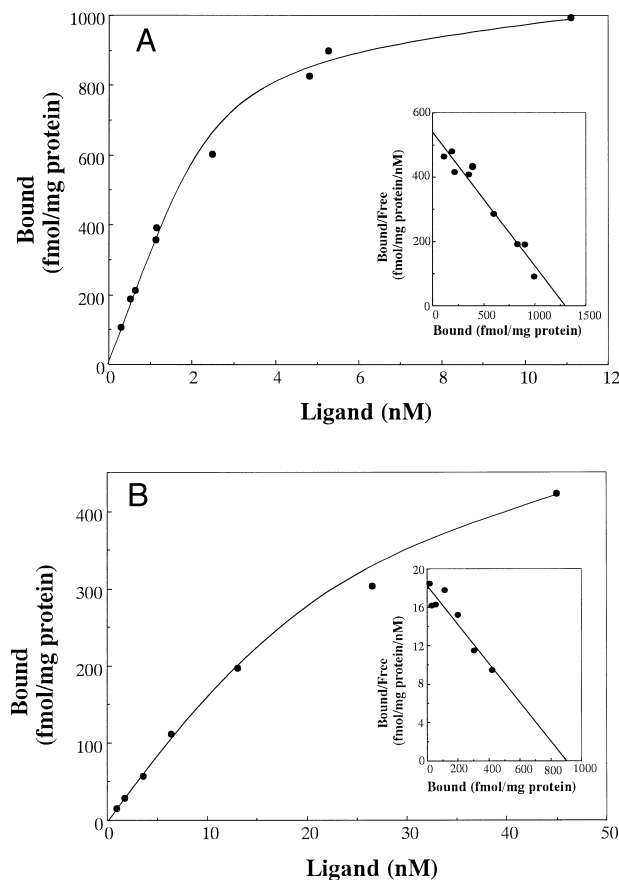 A
1000
800
600
400
200
0
Bound
(fmol/mg protein)
0 2 4 6 8 10 12
Ligand (nM)
600
400
200
0
Bound/Free
(fmol/mg protein/nM)
0 500 1000 1500
Bound (fmol/mg protein)
B
400
300
200
100
0
Bound
(fmol/mg protein)
0 10 20 30 40 50
Ligand (nM)
20
16
12
8
4
0
Bound/Free
(fmol/mg protein/nM)
0 200 400 600 800 1000
Bound (fmol/mg protein)